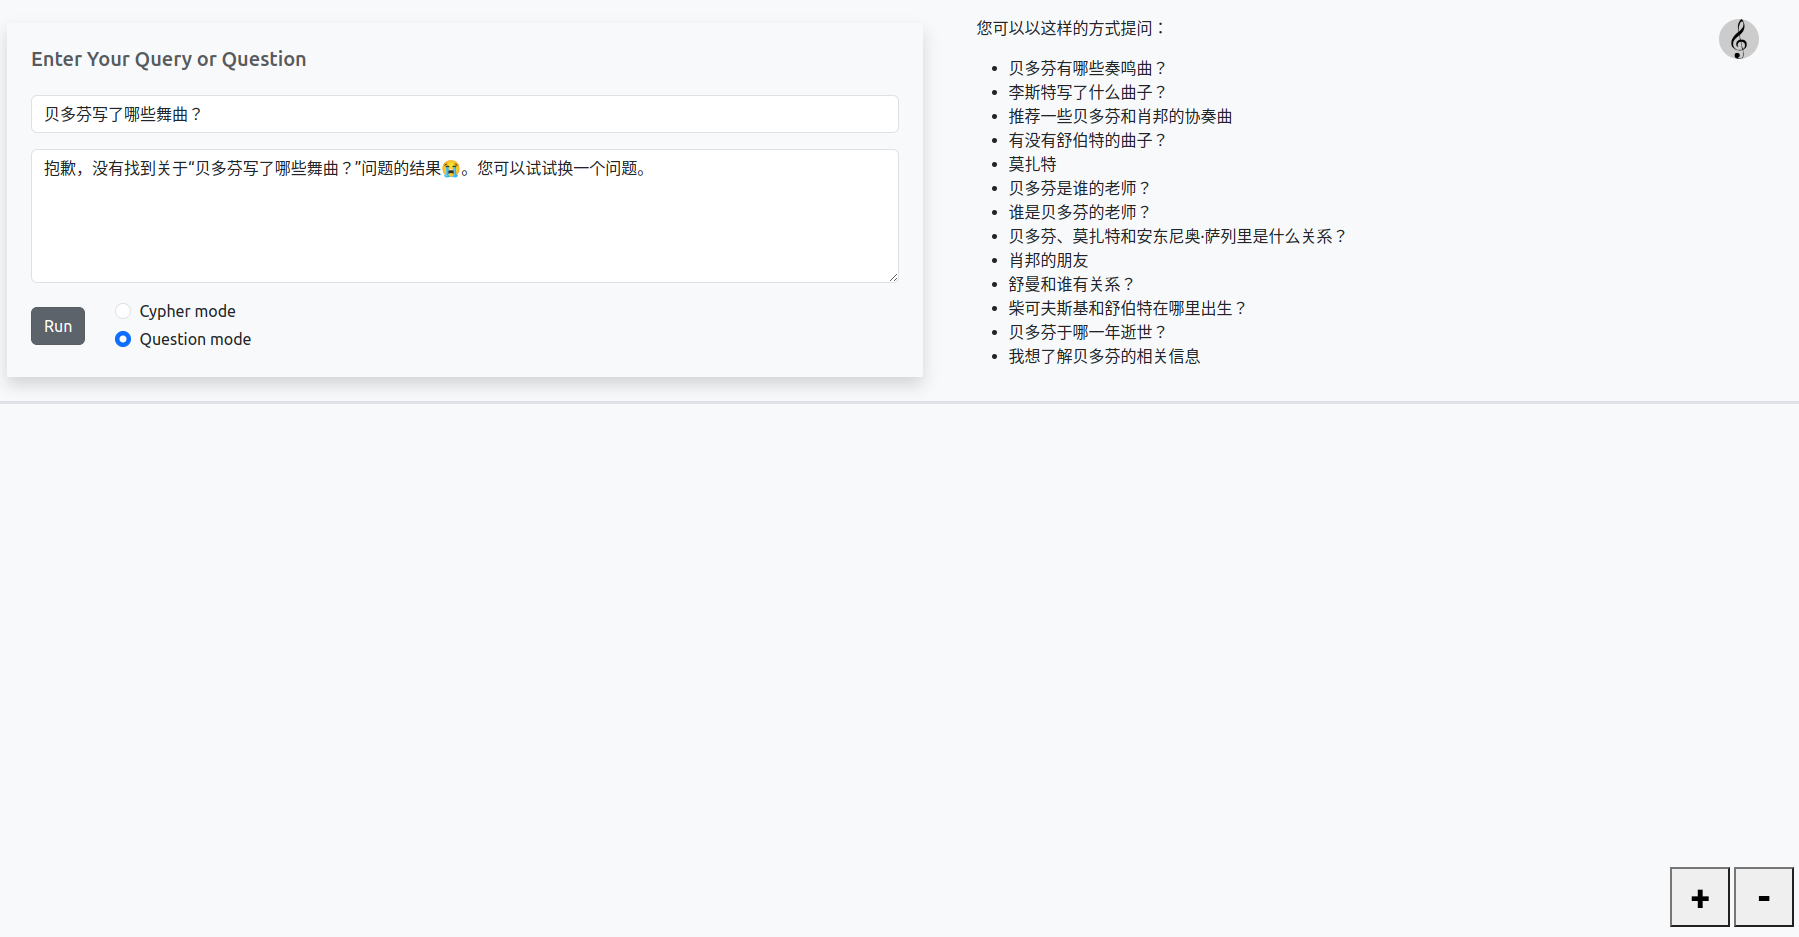 Enter Your Query or Question
贝多芬写了哪些舞曲？
抱歉，没有找到关于“贝多芬写了哪些舞曲？”问题的结果😭。您可以试试换一个问题。
Run
Cypher mode
Question mode
您可以以这样的方式提问：
贝多芬有哪些奏鸣曲？
李斯特写了什么曲子？
推荐一些贝多芬和肖邦的协奏曲
有没有舒伯特的曲子？
莫扎特
贝多芬是谁的老师？
谁是贝多芬的老师？
贝多芬、莫扎特和安东尼奥·萨列里是什么关系？
肖邦的朋友
舒曼和谁有关系？
柴可夫斯基和舒伯特在哪里出生？
贝多芬于哪一年逝世？
我想了解贝多芬的相关信息
+ -